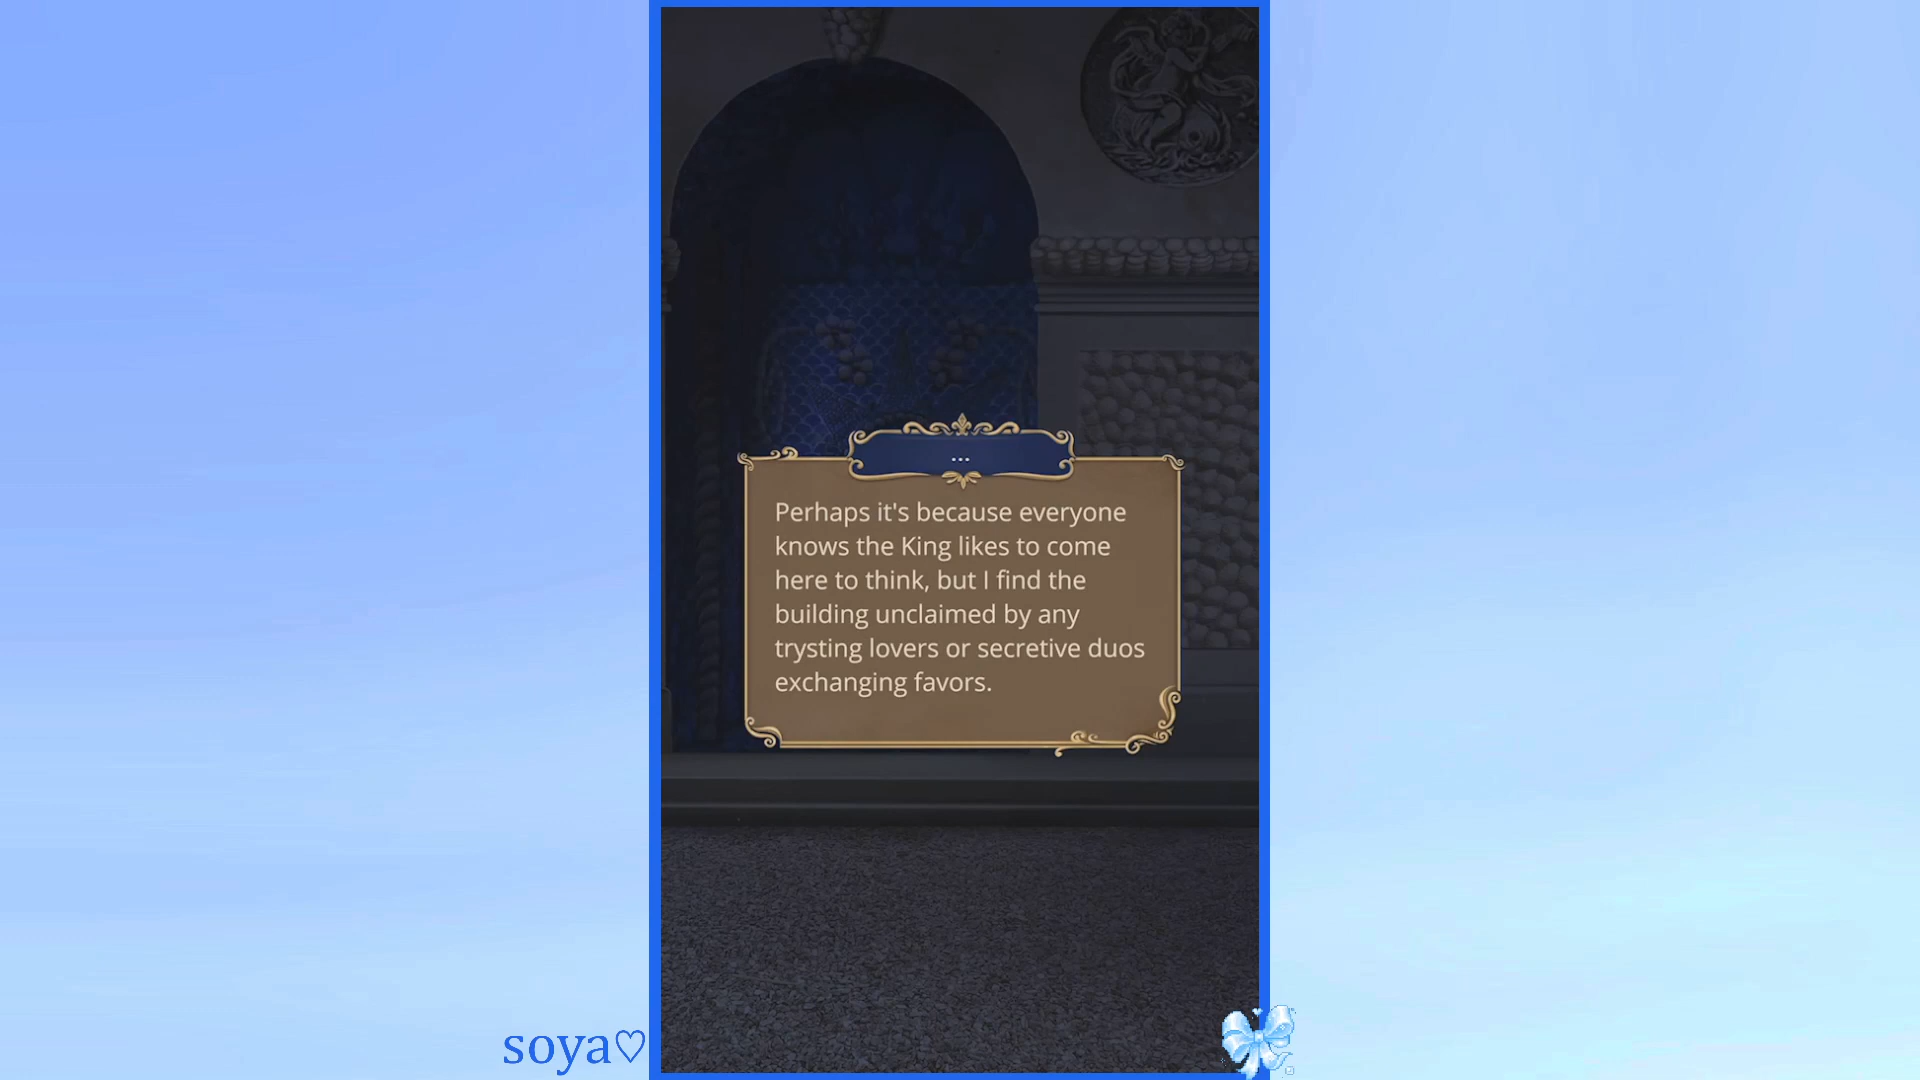 ...
Perhaps it's because everyone
knows the King likes to come
here to think, but I find the
building unclaimed by any
trysting lovers or secretive duos
exchanging favors.
soya♡